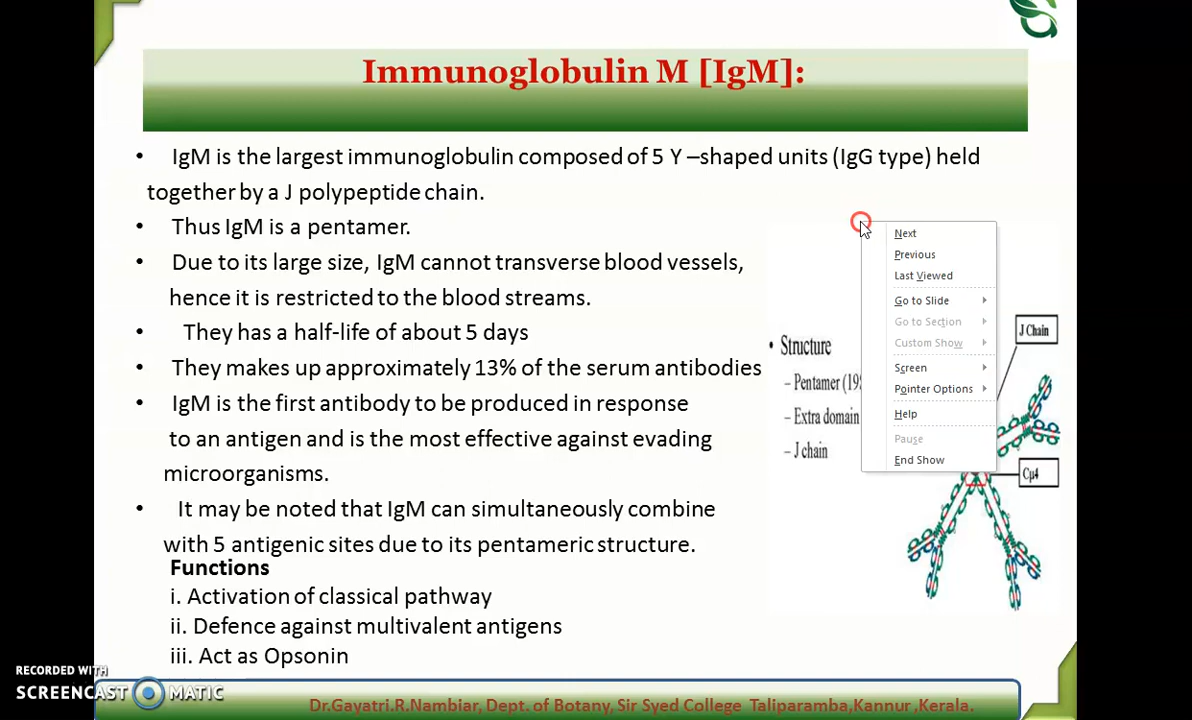 Immunoglobulin M [IgM]:
• IgM is the largest immunoglobulin composed of 5 Y –shaped units (IgG type) held
together by a J polypeptide chain.
• Thus IgM is a pentamer.
• Due to its large size, IgM cannot transverse blood vessels,
hence it is restricted to the blood streams.
• They has a half-life of about 5 days
• They makes up approximately 13% of the serum antibodies
• IgM is the first antibody to be produced in response
to an antigen and is the most effective against evading
microorganisms.
• It may be noted that IgM can simultaneously combine
with 5 antigenic sites due to its pentameric structure.
Functions
i. Activation of classical pathway
ii. Defence against multivalent antigens
iii. Act as Opsonin
• Structure
– Pentamer
– Extra domain
– J chain
Next
Previous
Last Viewed
Go to Slide
Go to Section
Custom Show
Screen
Pointer Options
Help
Pause
End Show
J Chain
Cμ4
RECORDED WITH
SCREENCAST MATIC
Dr.Gayatri.R.Nambiar, Dept. of Botany, Sir Syed College Taliparamba,Kannur ,Kerala.